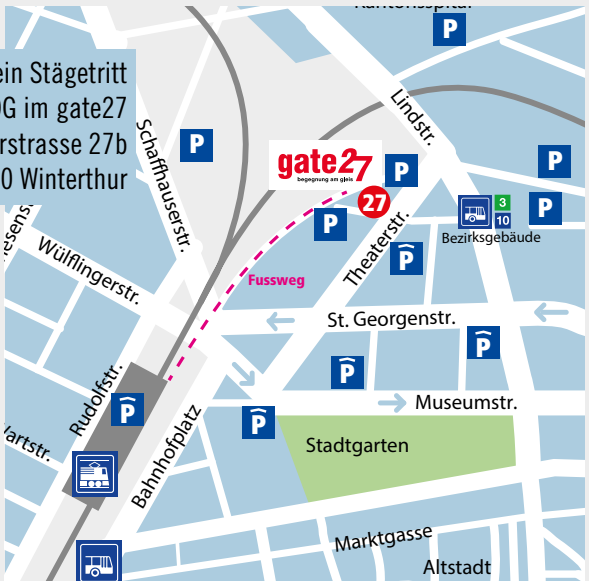 P
Lindstr.
ein Stägetritt
G im gate27
rstrasse 27b
0 Winterthur
Schaffhauserstr.
P
gate27
begegnung am gleis
P
P
27
P
3
10
P
Bezirksgebäude
Wülflingerstr.
Theaterstr.
P
Fussweg
St. Georgenstr.
P
P
Rudolfstr.
P
P
Museumstr.
Bahnhofplatz
artstr.
Stadtgarten
Marktgasse
Altstadt